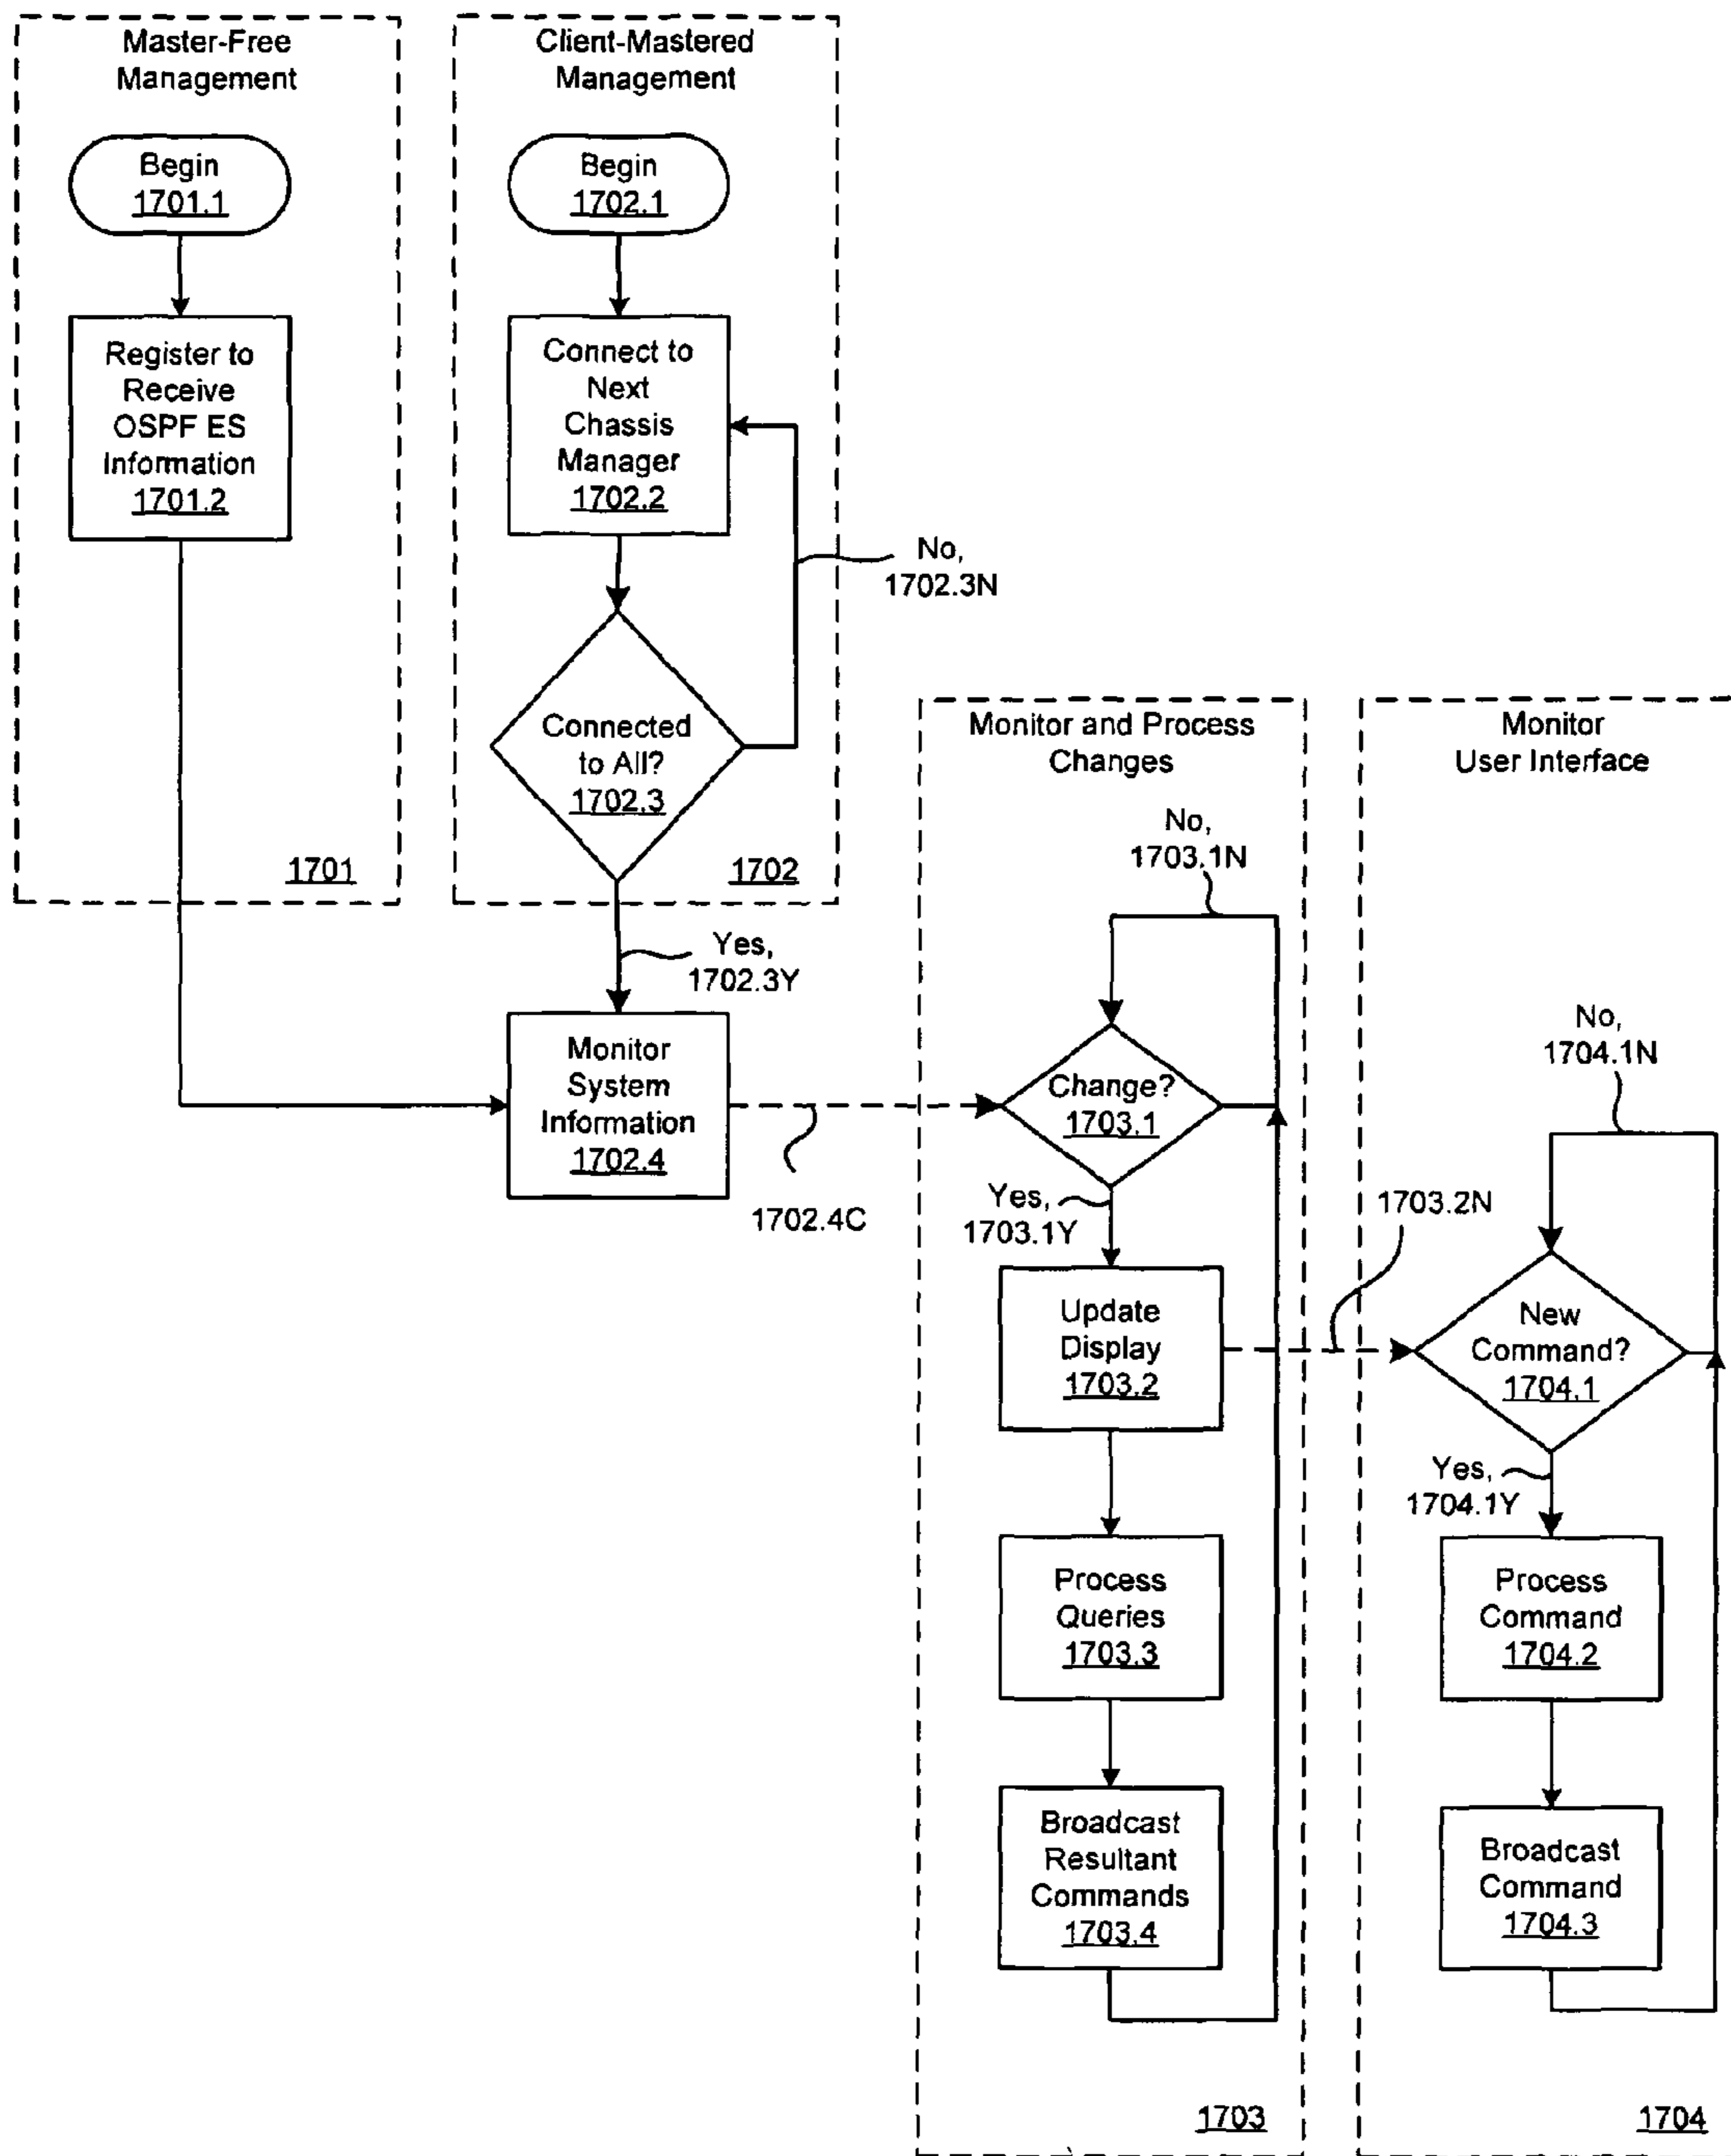 Master-Free
Management
Begin
1701.1
Register to
Receive
OSPF ES
Information
1701.2
1701
Client-Mastered
Management
Begin
1702.1
Connect to
Next
Chassis
Manager
1702.2
No,
1702.3N
Connected
to All?
1702.3
1702
Yes,
1702.3Y
Monitor
System
Information
1702.4
1702.4C
Monitor and Process
Changes
No,
1703.1N
Change?
1703.1
Yes,
1703.1Y
Update
Display
1703.2
1703.2N
Process
Queries
1703.3
Broadcast
Resultant
Commands
1703.4
1703
Monitor
User Interface
No,
1704.1N
New
Command?
1704.1
Yes,
1704.1Y
Process
Command
1704.2
Broadcast
Command
1704.3
1704